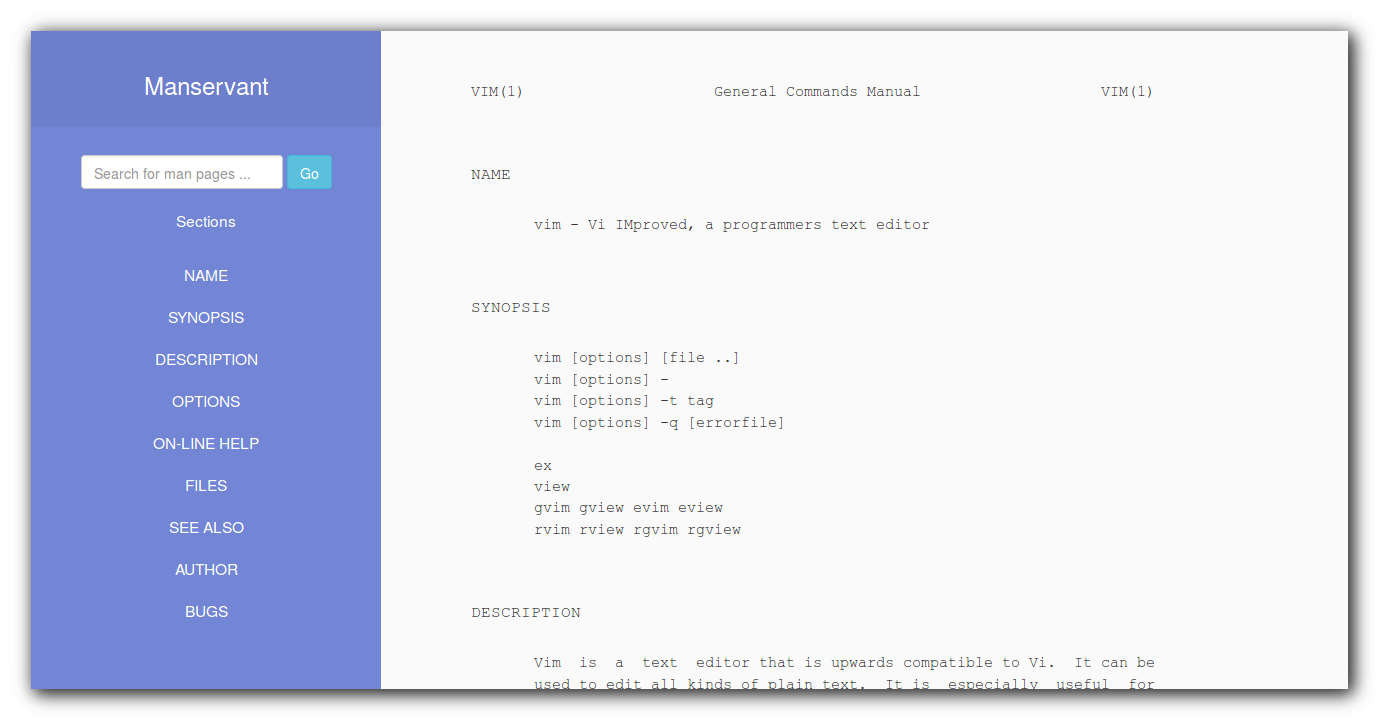 Manservant
Search for man pages ... Go
Sections
NAME
SYNOPSIS
DESCRIPTION
OPTIONS
ON-LINE HELP
FILES
SEE ALSO
AUTHOR
BUGS
VIM(1) General Commands Manual VIM(1)
NAME
vim - Vi IMproved, a programmers text editor
SYNOPSIS
vim [options] [file ..]
vim [options] -
vim [options] -t tag
vim [options] -q [errorfile]
ex
view
gvim gview evim eview
rvim rview rgvim rgview
DESCRIPTION
Vim is a text editor that is upwards compatible to Vi. It can be
used to edit all kinds of plain text. It is especially useful for